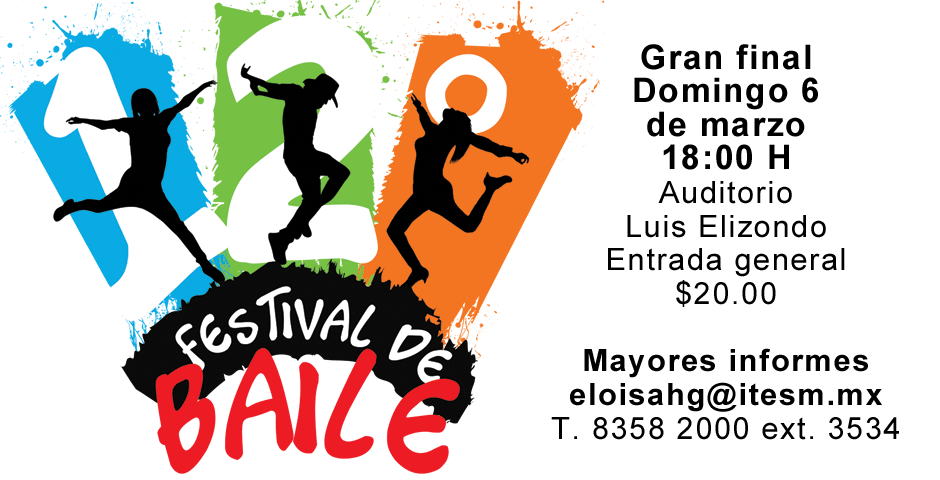 12º
FESTIVAL DE
BAILE
Gran final
Domingo 6
de marzo
18:00 H
Auditorio
Luis Elizondo
Entrada general
$20.00
Mayores informes
eloisahg@itesm.mx
T. 8358 2000 ext. 3534